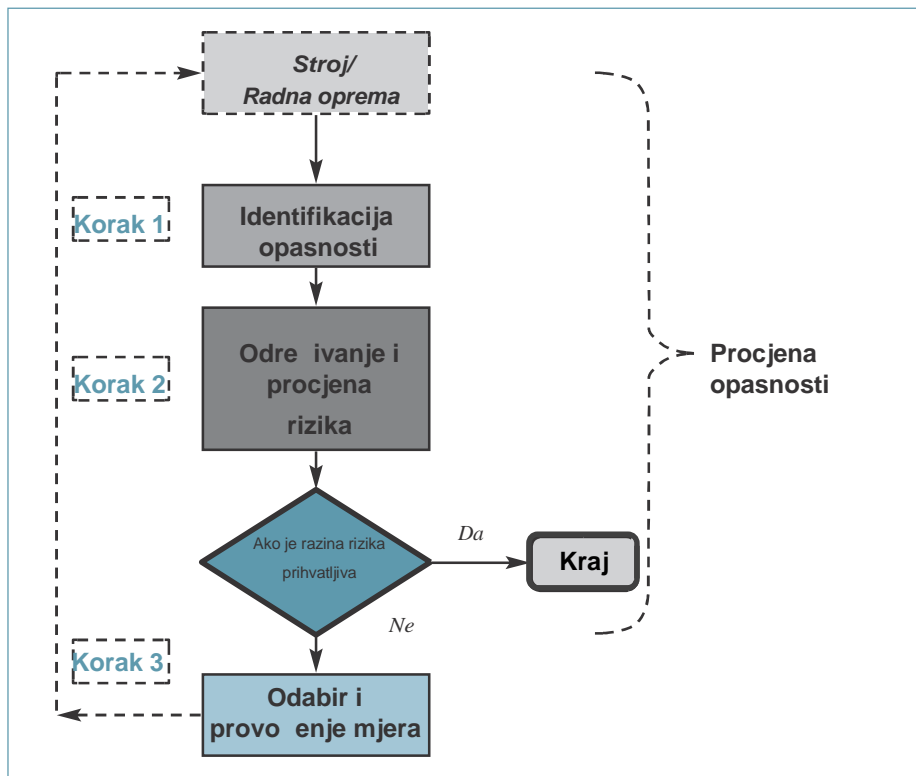 Stroj/
Radna oprema
Korak 1
Identifikacija
opasnosti
Korak 2
Odre ivanje i
procjena
rizika
Procjena
opasnosti
Ako je razina rizika
prihvatljiva
Da
Kraj
Ne
Korak 3
Odabir i
provo enje mjera